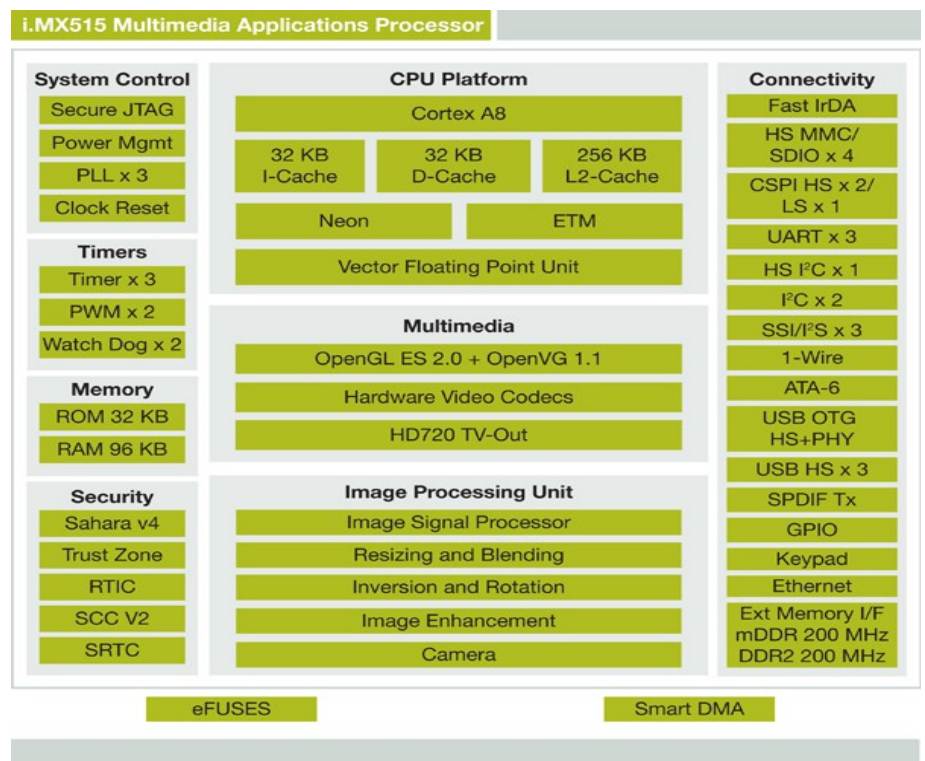 i.MX515 Multimedia Applications Processor
System Control
Secure JTAG
Power Mgmt
PLL x 3
Clock Reset
Timers
Timer x 3
PWM x 2
Watch Dog x 2
Memory
ROM 32 KB
RAM 96 KB
Security
Sahara v4
Trust Zone
RTIC
SCC V2
SRTC
CPU Platform
Cortex A8
32 KB
I-Cache
32 KB
D-Cache
256 KB
L2-Cache
Neon
ETM
Vector Floating Point Unit
Multimedia
OpenGL ES 2.0 + OpenVG 1.1
Hardware Video Codecs
HD720 TV-Out
Image Processing Unit
Image Signal Processor
Resizing and Blending
Inversion and Rotation
Image Enhancement
Camera
Connectivity
Fast IrDA
HS MMC/
SDIO x 4
CSPI HS x 2/
LS x 1
UART x 3
HS I²C x 1
I²C x 2
SSI/I²S x 3
1-Wire
ATA-6
USB OTG
HS+PHY
USB HS x 3
SPDIF Tx
GPIO
Keypad
Ethernet
Ext Memory I/F
mDDR 200 MHz
DDR2 200 MHz
eFUSES
Smart DMA